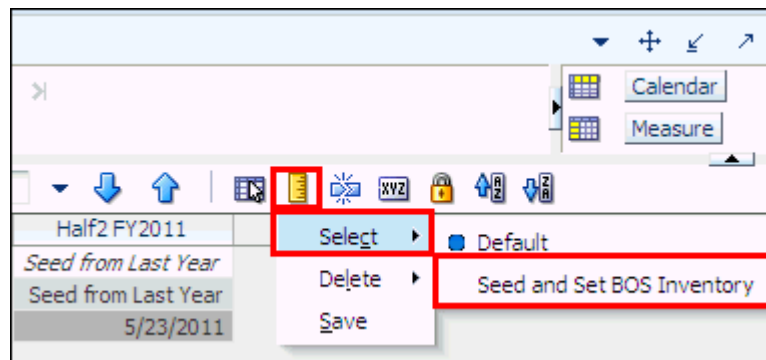 Calendar
Measure
XYZ
A
Z
Z
A
Half2 FY2011
Seed from Last Year
Seed from Last Year
5/23/2011
Select
Delete
Save
Default
Seed and Set BOS Inventory